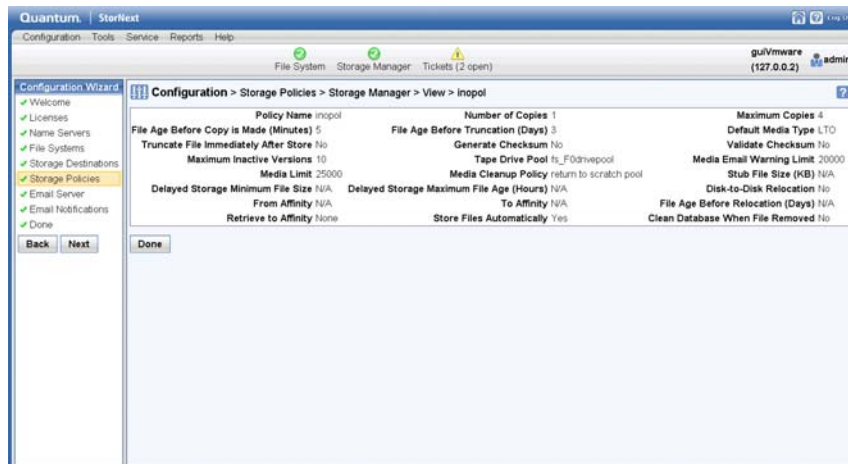 Quantum. StorNext
Configuration Tools Service Reports Help
File System Storage Manager Tickets (2 open)
guiVmware
(127.0.0.2)
admin
Configuration Wizard
Welcome
Licenses
Name Servers
File Systems
Storage Destinations
Storage Policies
Email Server
Email Notifications
Done
Back Next
Configuration > Storage Policies > Storage Manager > View > inopol
Policy Name inopol Number of Copies 1 Maximum Copies 4
File Age Before Copy is Made (Minutes) 5 File Age Before Truncation (Days) 3 Default Media Type LTO
Truncate File Immediately After Store No Generate Checksum No Validate Checksum No
Maximum Inactive Versions 10 Tape Drive Pool fs_F0drivepool Media Email Warning Limit 20000
Media Limit 25000 Media Cleanup Policy return to scratch pool Stub File Size (KB) N/A
Delayed Storage Minimum File Size N/A Delayed Storage Maximum File Age (Hours) N/A Disk-to-Disk Relocation No
From Affinity N/A To Affinity N/A File Age Before Relocation (Days) N/A
Retrieve to Affinity None Store Files Automatically Yes Clean Database When File Removed No
Done